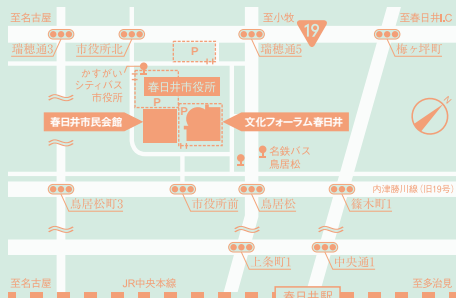 至名古屋
至小牧
至春日井I.C
19
瑞穂通3
市役所北
P
瑞穂通5
梅ヶ坪町
かすがい
シティバス
市役所
春日井市役所
P
P
N
春日井市民会館
文化フォーラム春日井
名鉄バス
鳥居松
内津勝川線(旧19号)
鳥居松町3
市役所前
鳥居松
篠木町1
上条町1
中央通1
至名古屋
JR中央本線
春日井駅
至多治見